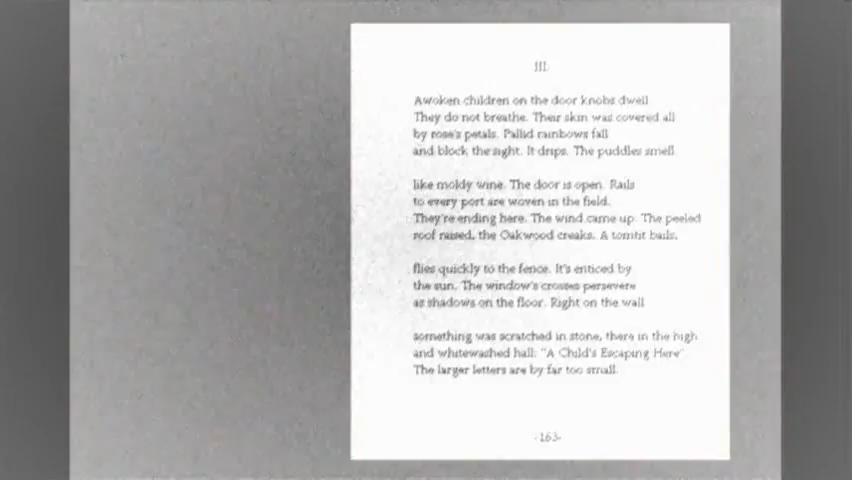 III.
Awoken children on the door knobs dwell
They do not breathe. Their skin was covered all
by rose's petals. Pallid rainbows fall
and block the sight. It drips. The puddles smell
like moldy wine. The door is open. Rails
to every port are woven in the field.
They're ending here. The wind came up. The peeled
roof raised, the Oakwood creaks. A tomtit bails,
flies quickly to the fence. It's enticed by
the sun. The window's crosses persevere
as shadows on the floor. Right on the wall
something was scratched in stone, there in the high
and whitewashed hall: "A Child's Escaping Here"
The larger letters are by far too small.
-163-